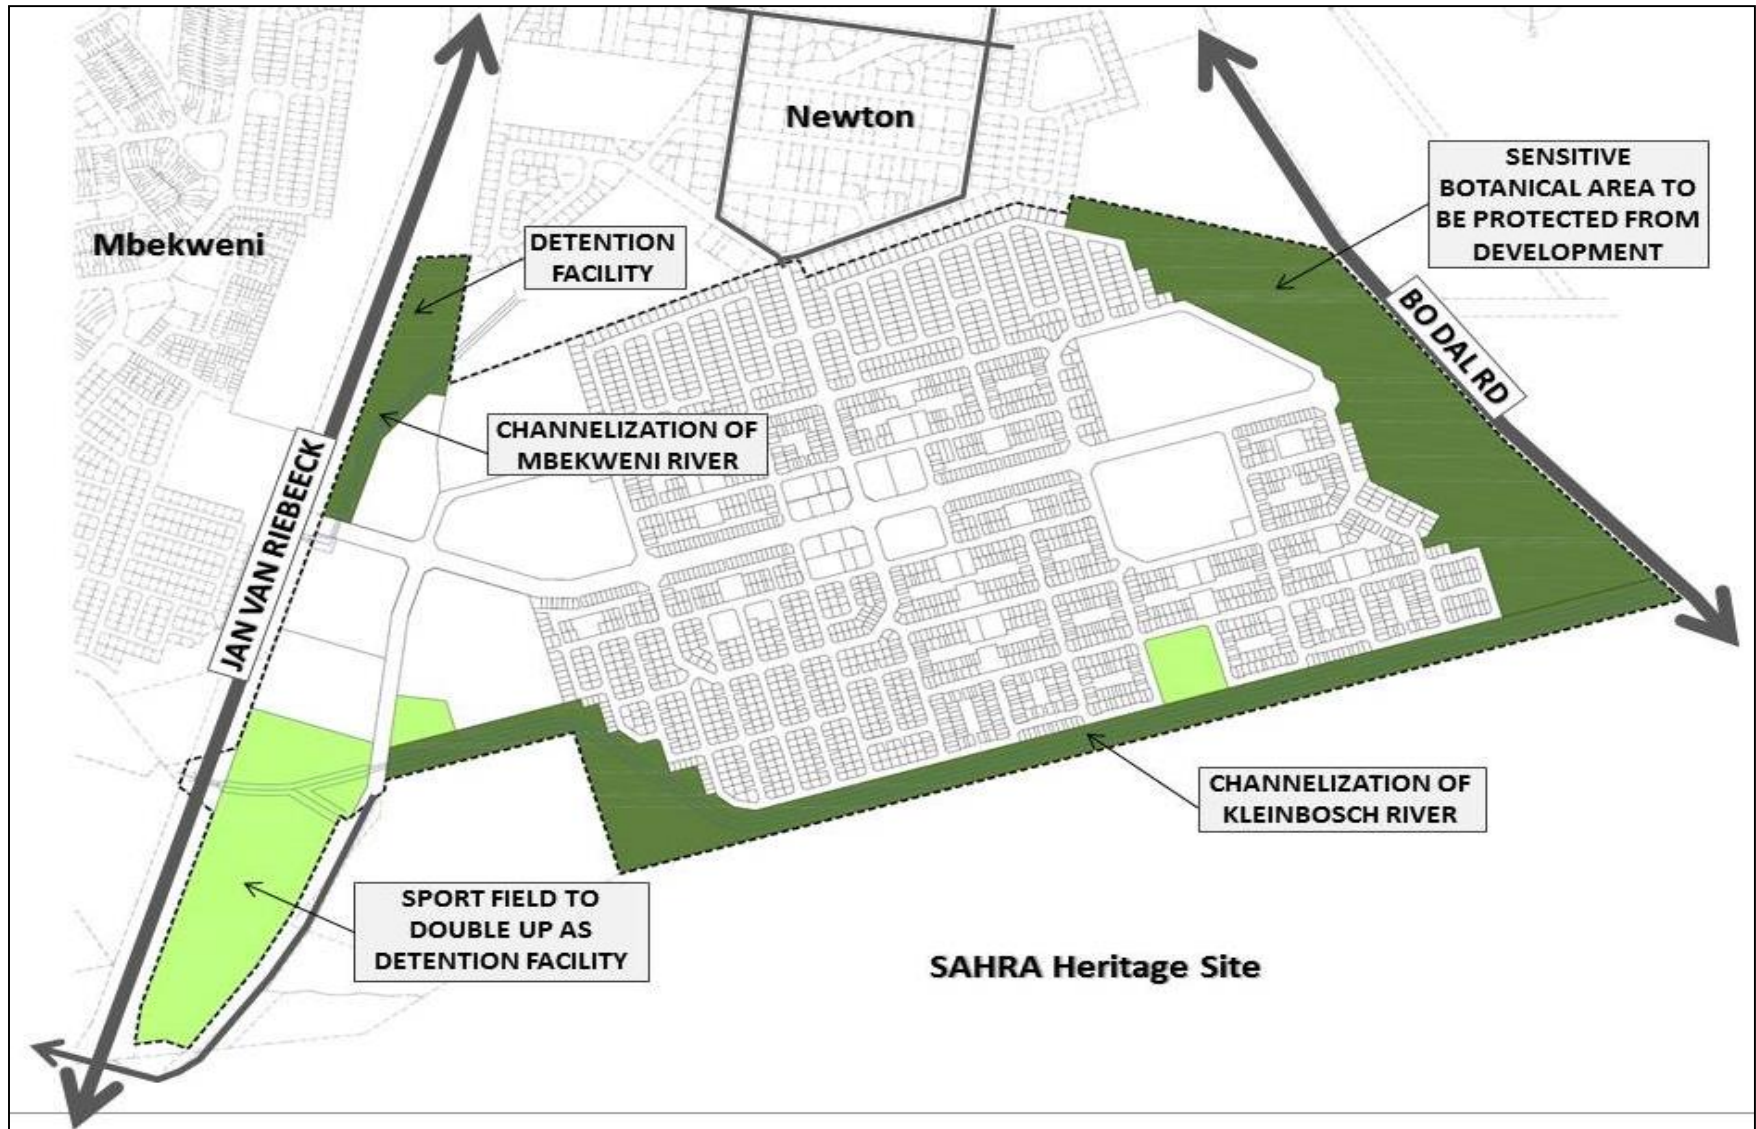 Newton
SENSITIVE
BOTANICAL AREA TO
BE PROTECTED FROM
DEVELOPMENT
Mbekweni
DETENTION
FACILITY
BO DAL RD
CHANNELIZATION OF
MBEKWENI RIVER
JAN VAN RIEBEECK
CHANNELIZATION OF
KLEINBOSCH RIVER
SPORT FIELD TO
DOUBLE UP AS
DETENTION FACILITY
SAHRA Heritage Site
S